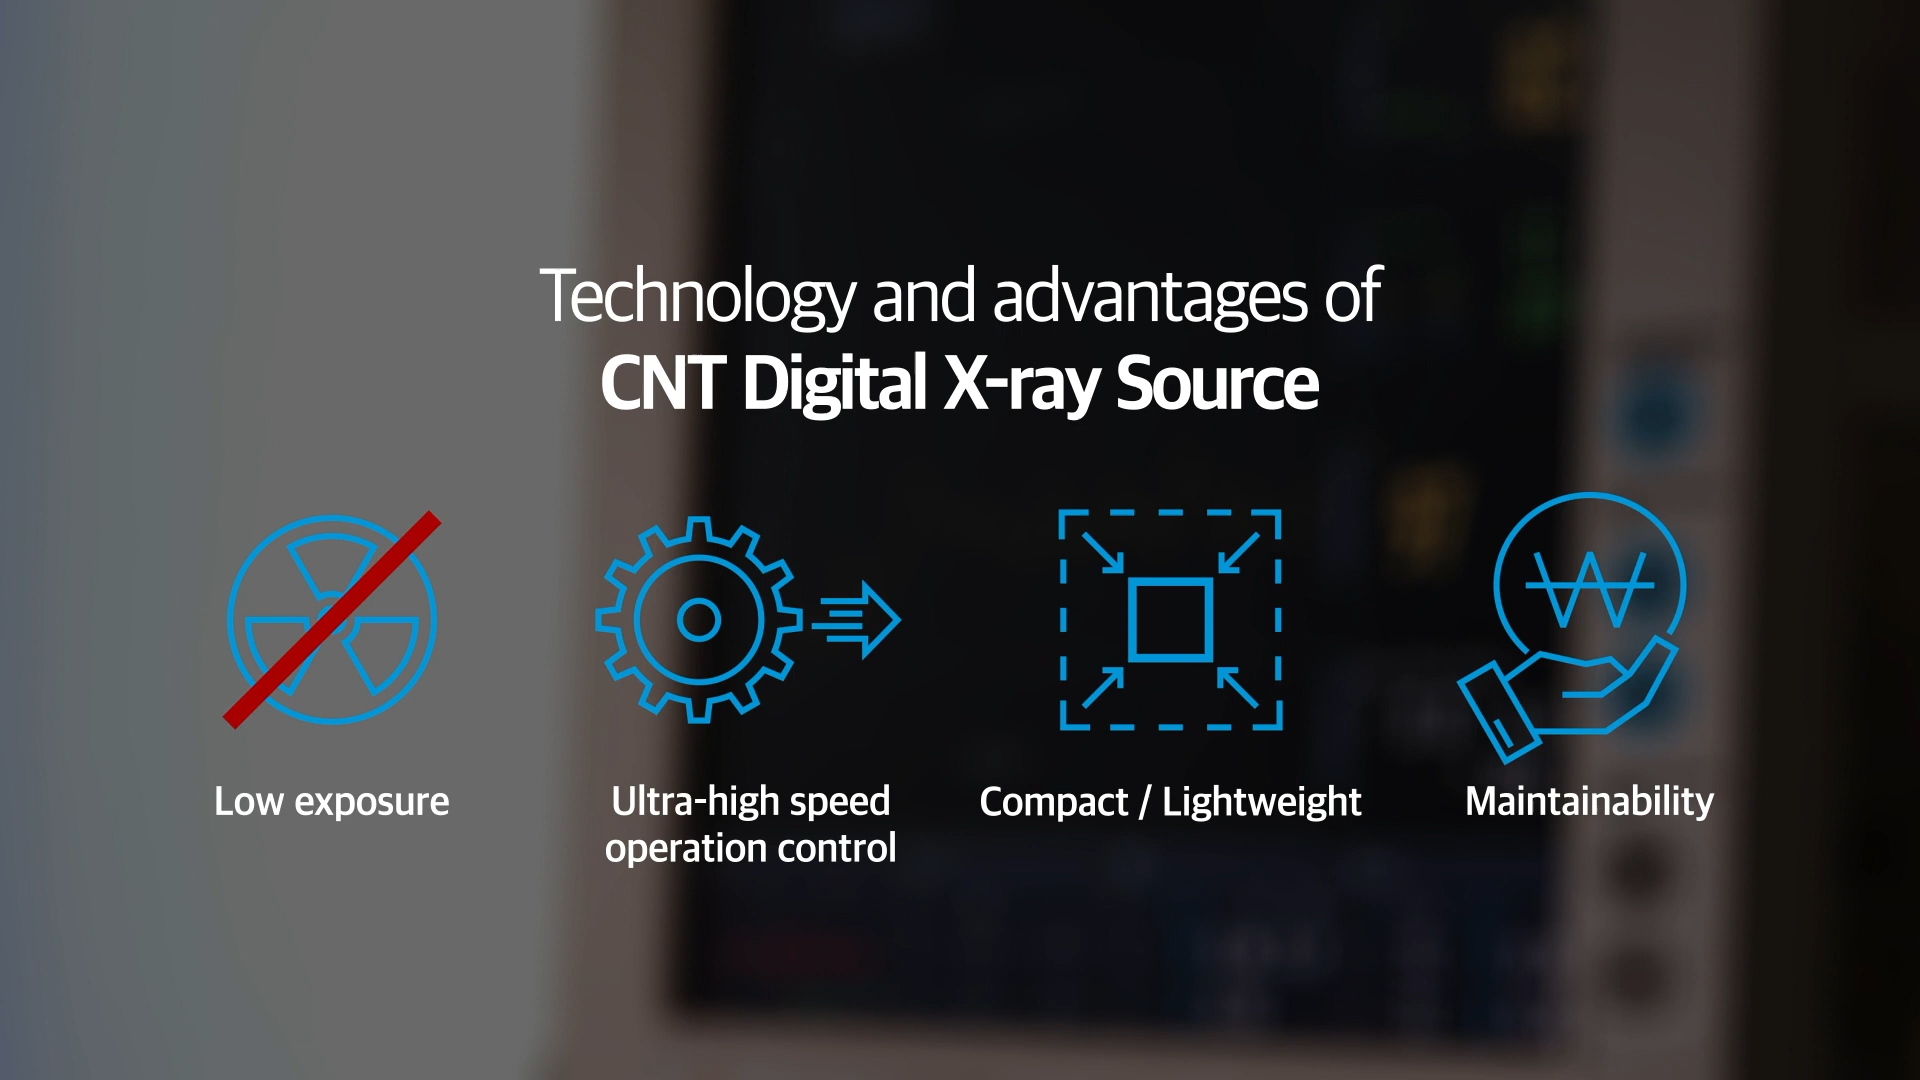 Technology and advantages of
CNT Digital X-ray Source
Low exposure
Ultra-high speed
operation control
Compact / Lightweight
₩
Maintainability